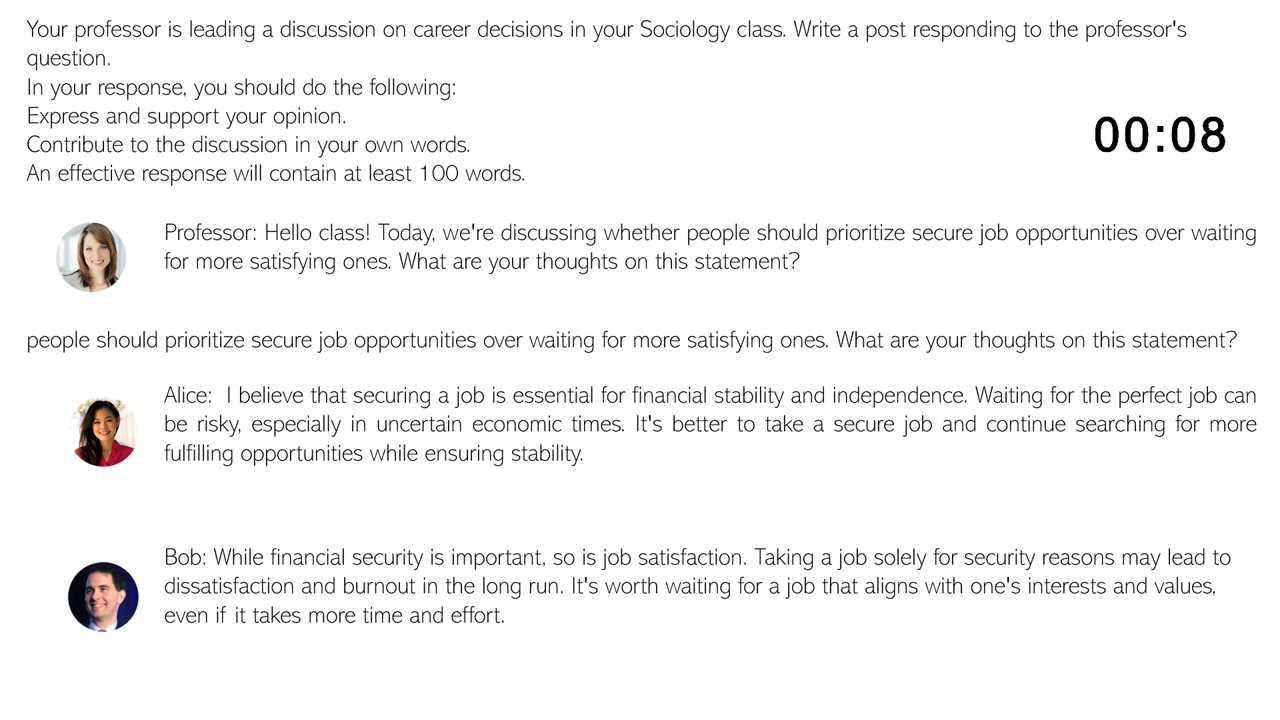 Your professor is leading a discussion on career decisions in your Sociology class. Write a post responding to the professor's
question.
In your response, you should do the following:
Express and support your opinion.
Contribute to the discussion in your own words.
An effective response will contain at least 100 words.
00:08
Professor: Hello class! Today, we're discussing whether people should prioritize secure job opportunities over waiting
for more satisfying ones. What are your thoughts on this statement?
people should prioritize secure job opportunities over waiting for more satisfying ones. What are your thoughts on this statement?
Alice: I believe that securing a job is essential for financial stability and independence. Waiting for the perfect job can
be risky, especially in uncertain economic times. It's better to take a secure job and continue searching for more
fulfilling opportunities while ensuring stability.
Bob: While financial security is important, so is job satisfaction. Taking a job solely for security reasons may lead to
dissatisfaction and burnout in the long run. It's worth waiting for a job that aligns with one's interests and values,
even if it takes more time and effort.